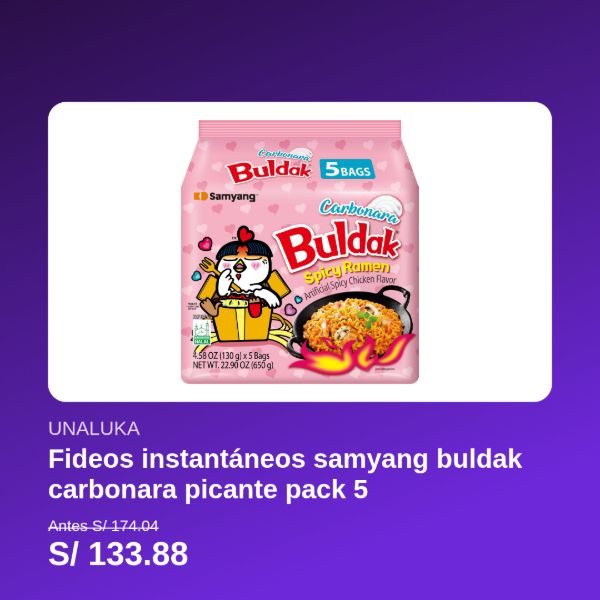 Carbonara
Buldak
5 BAGS
Samyang
Carbonara
Buldak
Spicy Ramen
Artificial Spicy Chicken Flavor
HALAL
4.58 OZ (130 g) x 5 Bags
NET WT. 22.90 OZ (650 g)
UNALUKA
Fideos instantáneos samyang buldak
carbonara picante pack 5
Antes S/ 174.04
S/ 133.88